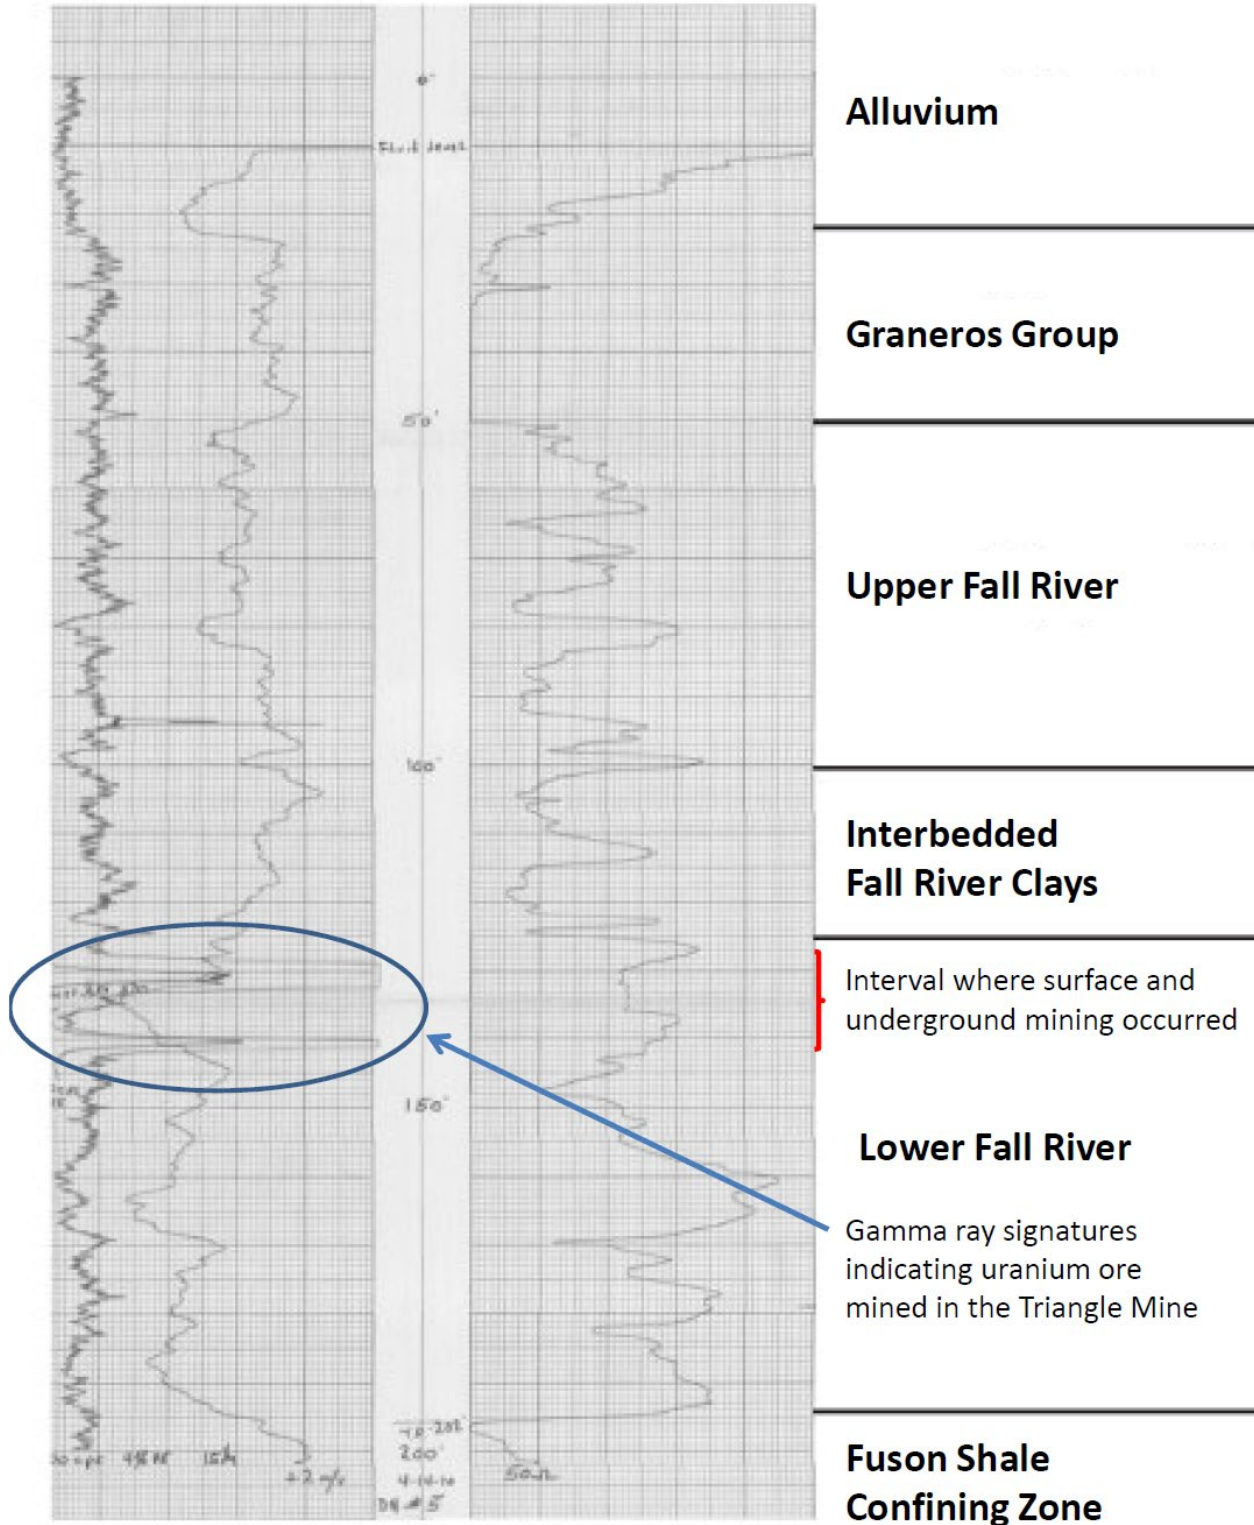 0'
Alluvium
Graneros Group
50'
Upper Fall River
100'
Interbedded
Fall River Clays
Interval where surface and
underground mining occurred
150'
Lower Fall River
Gamma ray signatures
indicating uranium ore
mined in the Triangle Mine
200'
50Ω
Fuson Shale
Confining Zone